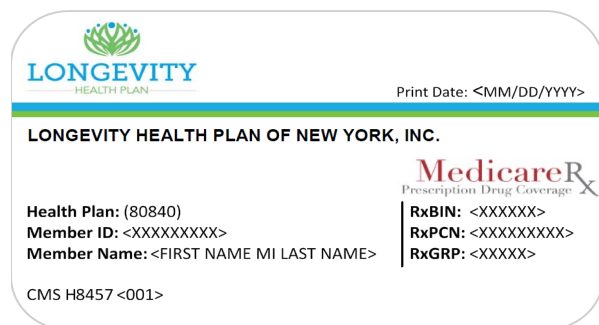 LONGEVITY
HEALTH PLAN
Print Date: <MM/DD/YYYY>
LONGEVITY HEALTH PLAN OF NEW YORK, INC.
MedicareRx
Prescription Drug Coverage
Health Plan: (80840)
Member ID: <XXXXXXXXX>
Member Name: <FIRST NAME MI LAST NAME>
RxBIN: <XXXXXX>
RxPCN: <XXXXXXXXX>
RxGRP: <XXXXX>
CMS H8457 <001>